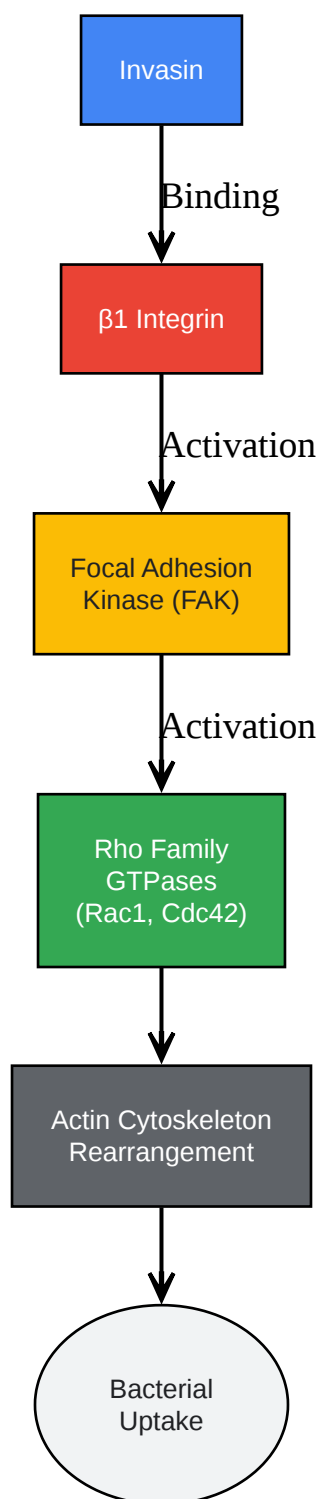 Invasin
Binding
β1 Integrin
Activation
Focal Adhesion
Kinase (FAK)
Activation
Rho Family
GTPases
(Rac1, Cdc42)
Actin Cytoskeleton
Rearrangement
Bacterial
Uptake